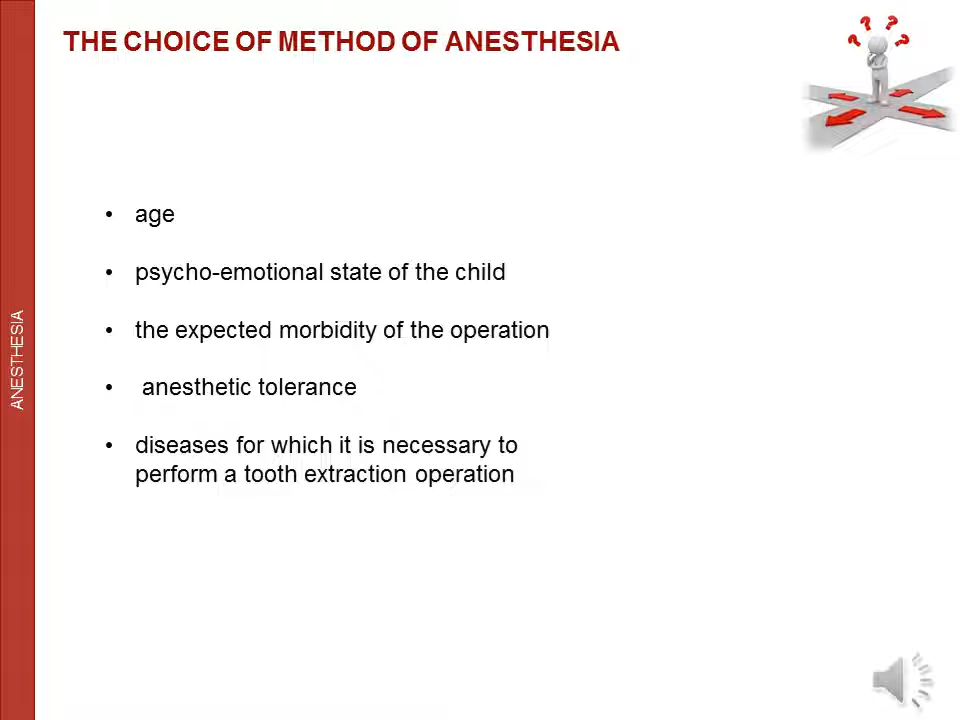 THE CHOICE OF METHOD OF ANESTHESIA
• age
• psycho-emotional state of the child
• the expected morbidity of the operation
• anesthetic tolerance
• diseases for which it is necessary to
perform a tooth extraction operation
ANESTHESIA